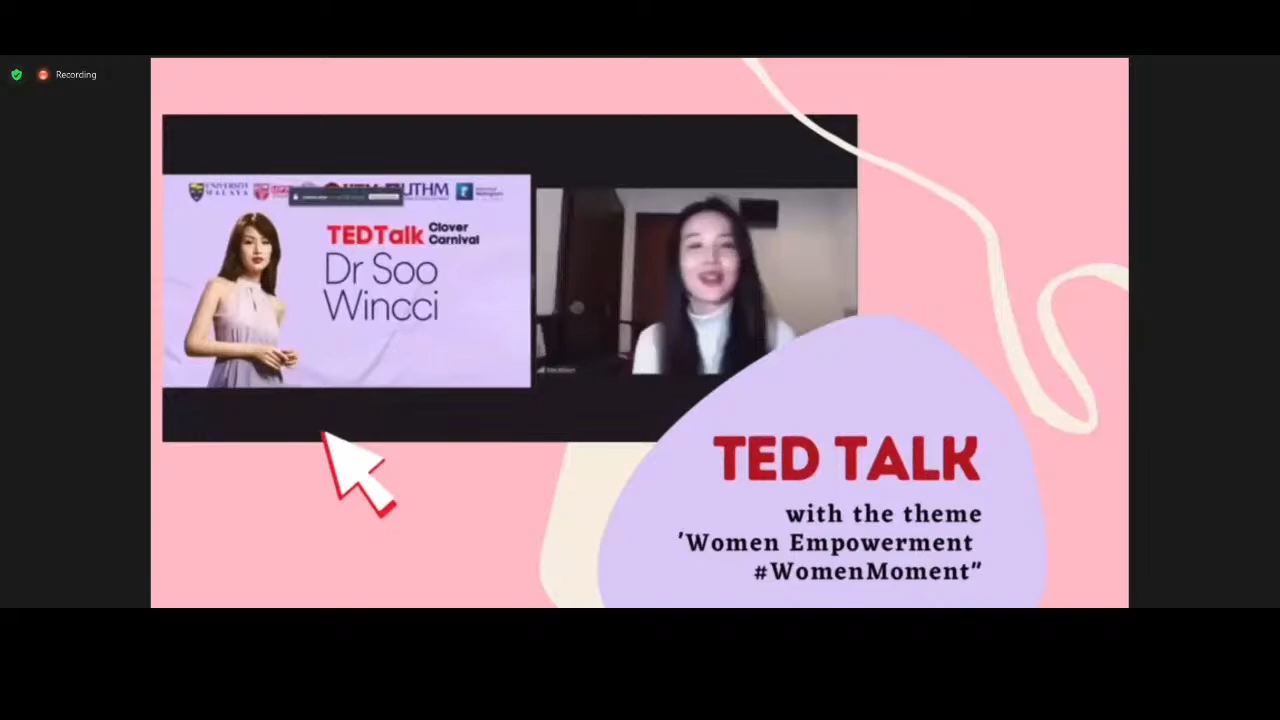 Recording
UNIVERSITI
MALAYA
UTHM
TEDTalk Clover
Carnival
Dr Soo
Wincci
TED TALK
with the theme
'Women Empowerment
#WomenMoment"